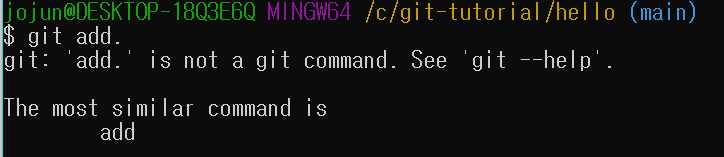 jojun@DESKTOP-18Q3E6Q MINGW64 /c/git-tutorial/hello (main)
$ git add.
git: 'add.' is not a git command. See 'git --help'.

The most similar command is
        add